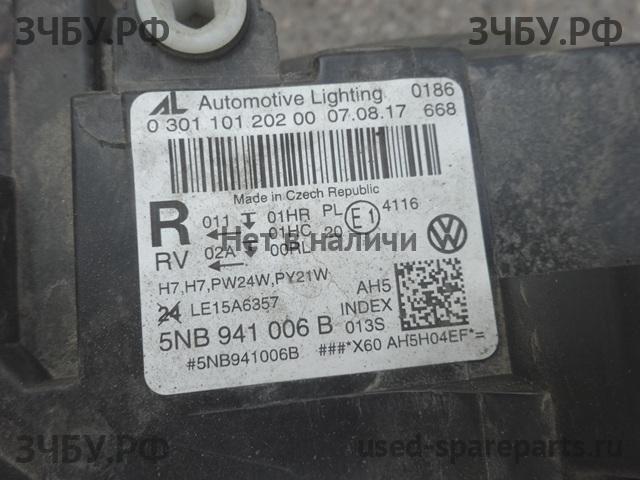 ЗЧБУ.РФ
ЗЧБУ.РФ
AL Automotive Lighting 0186
0 301 101 202 00 07.08.17 668
Made in Czech Republic
R 011 01HR PL E1 4116
01HC 20
RV 02A 00RL
Нет в наличи
H7,H7,PW24W,PY21W
24 LE15A6357 AH5
INDEX
5NB 941 006 B 013S
#5NB941006B ###*X60 AH5H04EF*=
ЗЧБУ.РФ
used-spareparts.ru